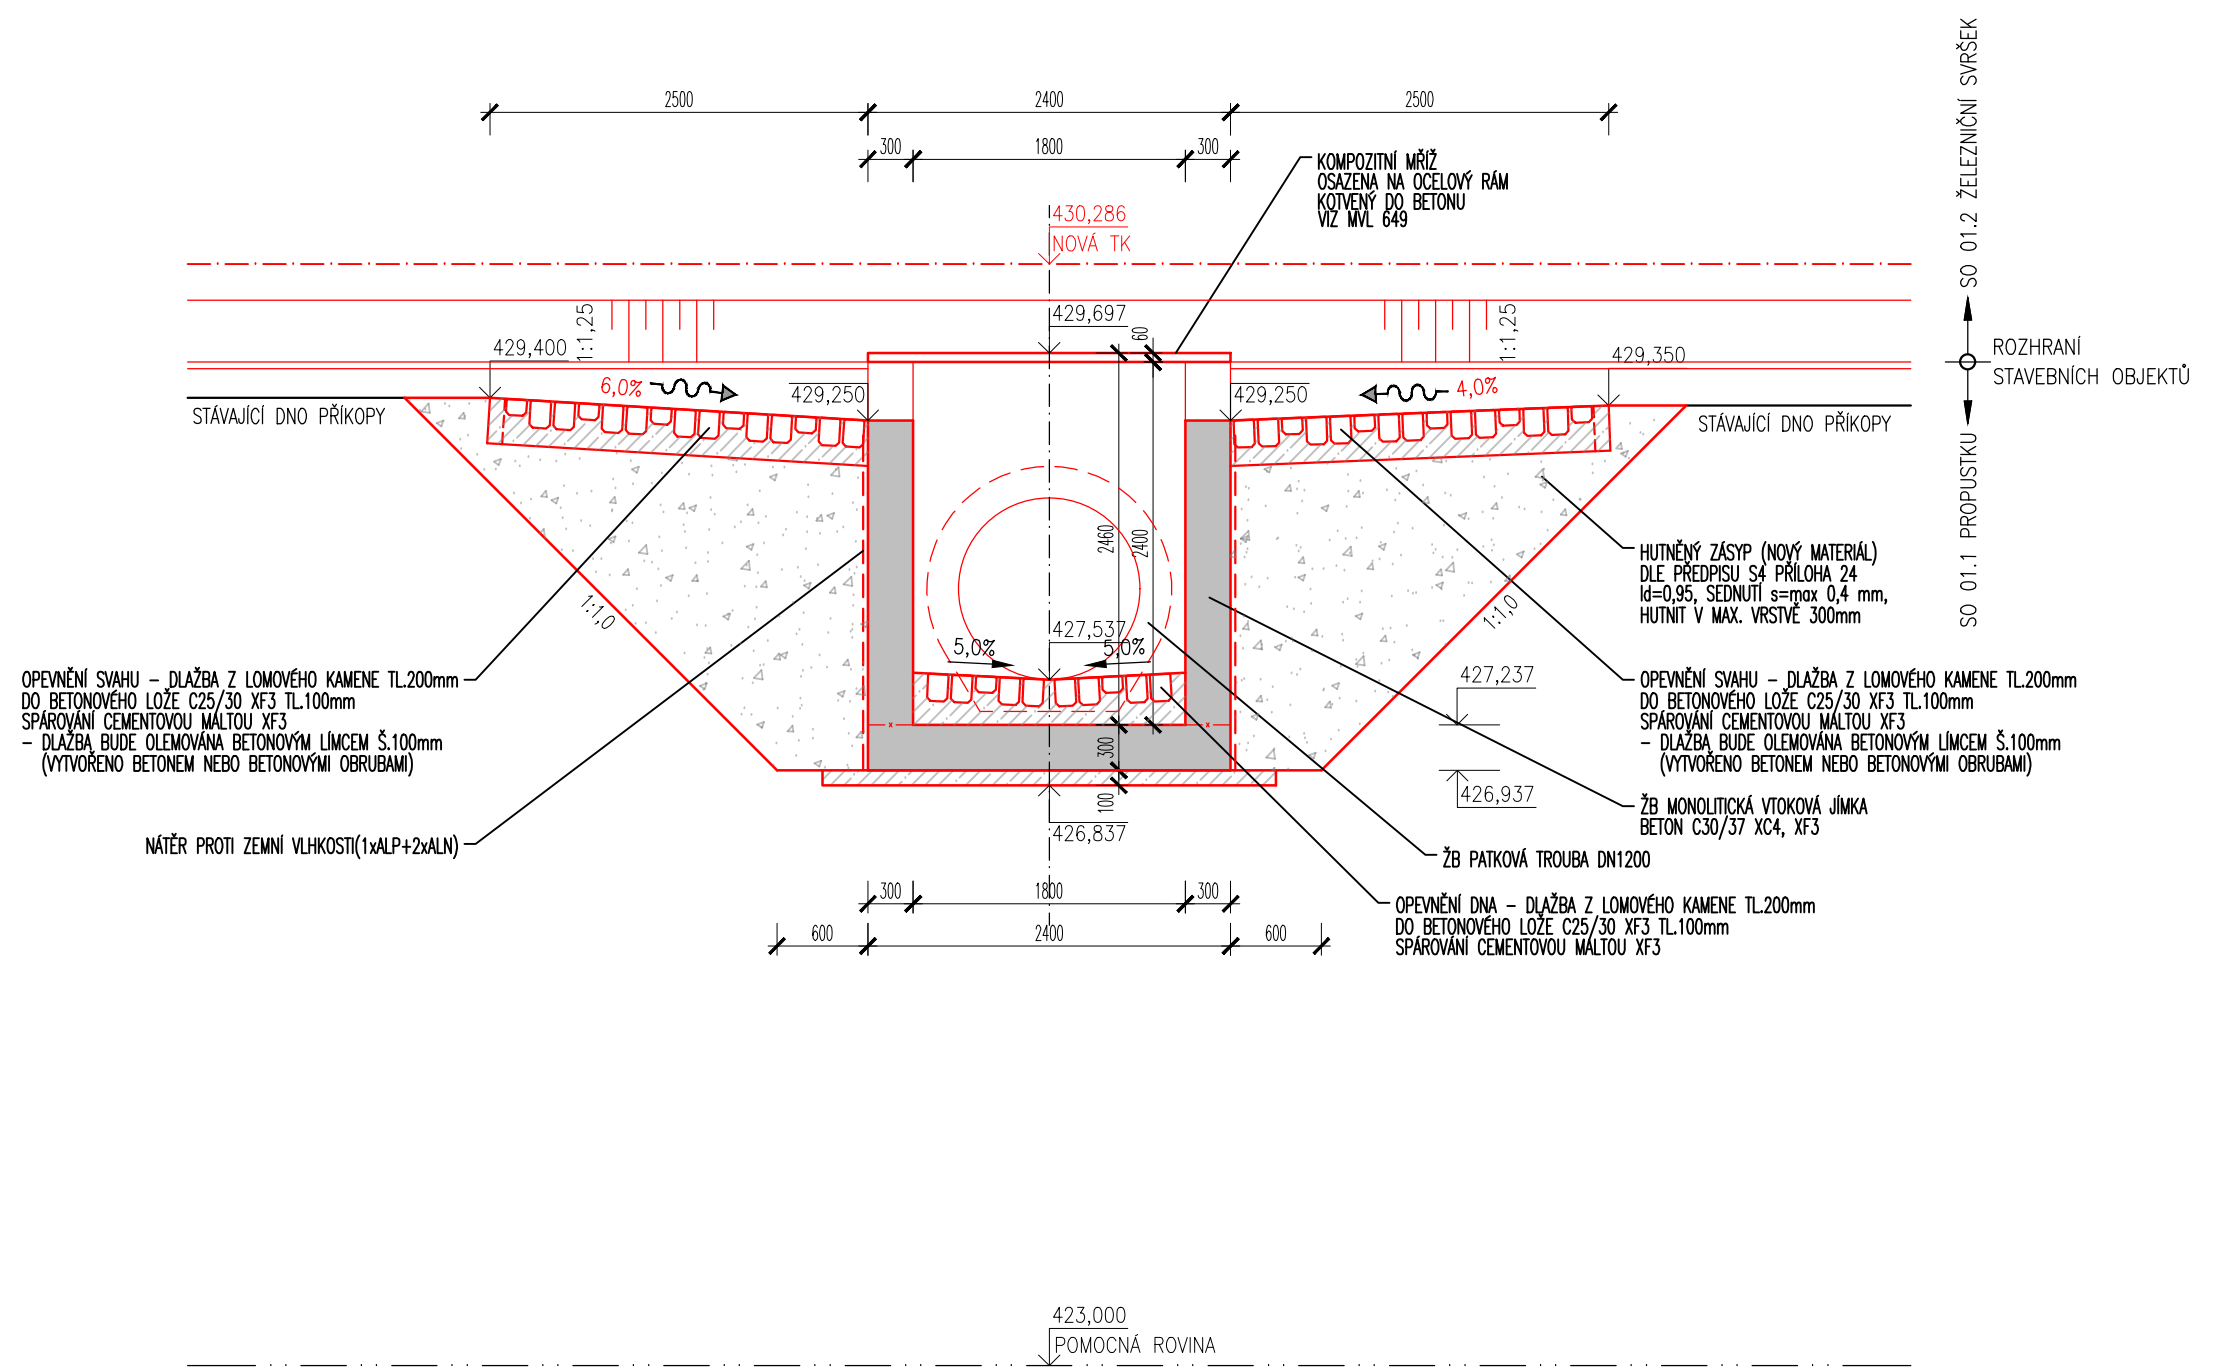 2500
2400
2500
300
1800
300
KOMPOZITNÍ MŘÍŽ
OSAZENA NA OCELOVÝ RÁM
KOTVENÝ DO BETONU
VIZ MVL 649
430,286
NOVÁ TK
SO 01.2 ŽELEZNIČNÍ SVRŠEK
ROZHRANÍ
STAVEBNÍCH OBJEKTŮ
SO 01.1 PROPUSTKU
1:1,25
429,697
60
1:1,25
429,400
429,350
6,0%
429,250
429,250
4,0%
STÁVAJÍCÍ DNO PŘÍKOPY
STÁVAJÍCÍ DNO PŘÍKOPY
2460
2400
HUTNĚNÝ ZÁSYP (NOVÝ MATERIÁL)
DLE PŘEDPISU S4 PŘÍLOHA 24
Id=0,95, SEDNUTÍ s=max 0,4 mm,
HUTNIT V MAX. VRSTVĚ 300mm
1:1,0
1:1,0
427,537
5,0%
5,0%
OPEVNĚNÍ SVAHU – DLAŽBA Z LOMOVÉHO KAMENE TL.200mm
DO BETONOVÉHO LOŽE C25/30 XF3 TL.100mm
SPÁROVÁNÍ CEMENTOVOU MALTOU XF3
– DLAŽBA BUDE OLEMOVÁNA BETONOVÝM LÍMCEM Š.100mm
(VYTVOŘENO BETONEM NEBO BETONOVÝMI OBRUBAMI)
427,237
OPEVNĚNÍ SVAHU – DLAŽBA Z LOMOVÉHO KAMENE TL.200mm
DO BETONOVÉHO LOŽE C25/30 XF3 TL.100mm
SPÁROVÁNÍ CEMENTOVOU MALTOU XF3
– DLAŽBA BUDE OLEMOVÁNA BETONOVÝM LÍMCEM Š.100mm
(VYTVOŘENO BETONEM NEBO BETONOVÝMI OBRUBAMI)
300
100
426,937
426,837
ŽB MONOLITICKÁ VTOKOVÁ JÍMKA
BETON C30/37 XC4, XF3
NÁTĚR PROTI ZEMNÍ VLHKOSTI(1xALP+2xALN)
ŽB PATKOVÁ TROUBA DN1200
300
1800
300
OPEVNĚNÍ DNA – DLAŽBA Z LOMOVÉHO KAMENE TL.200mm
DO BETONOVÉHO LOŽE C25/30 XF3 TL.100mm
SPÁROVÁNÍ CEMENTOVOU MALTOU XF3
600
2400
600
423,000
POMOCNÁ ROVINA